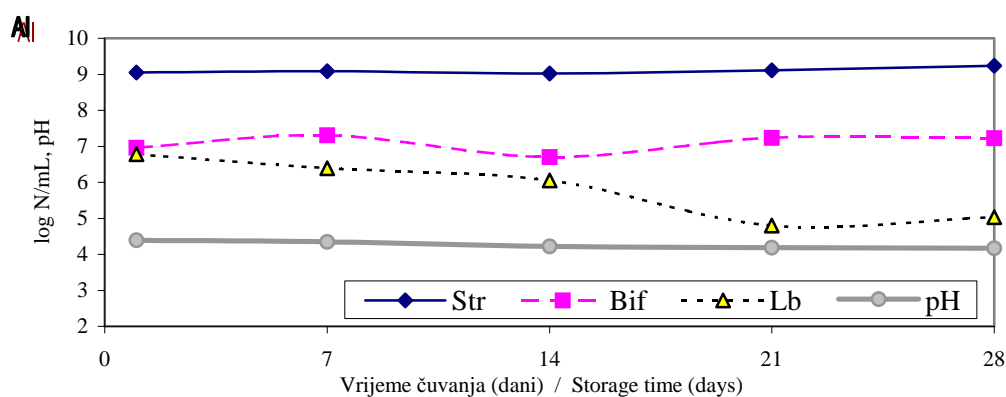 AI
10
9
8
7
6
5
4
3
2
log N/mL, pH
Str Bif Lb pH
0 7 14 21 28
Vrijeme čuvanja (dani) / Storage time (days)